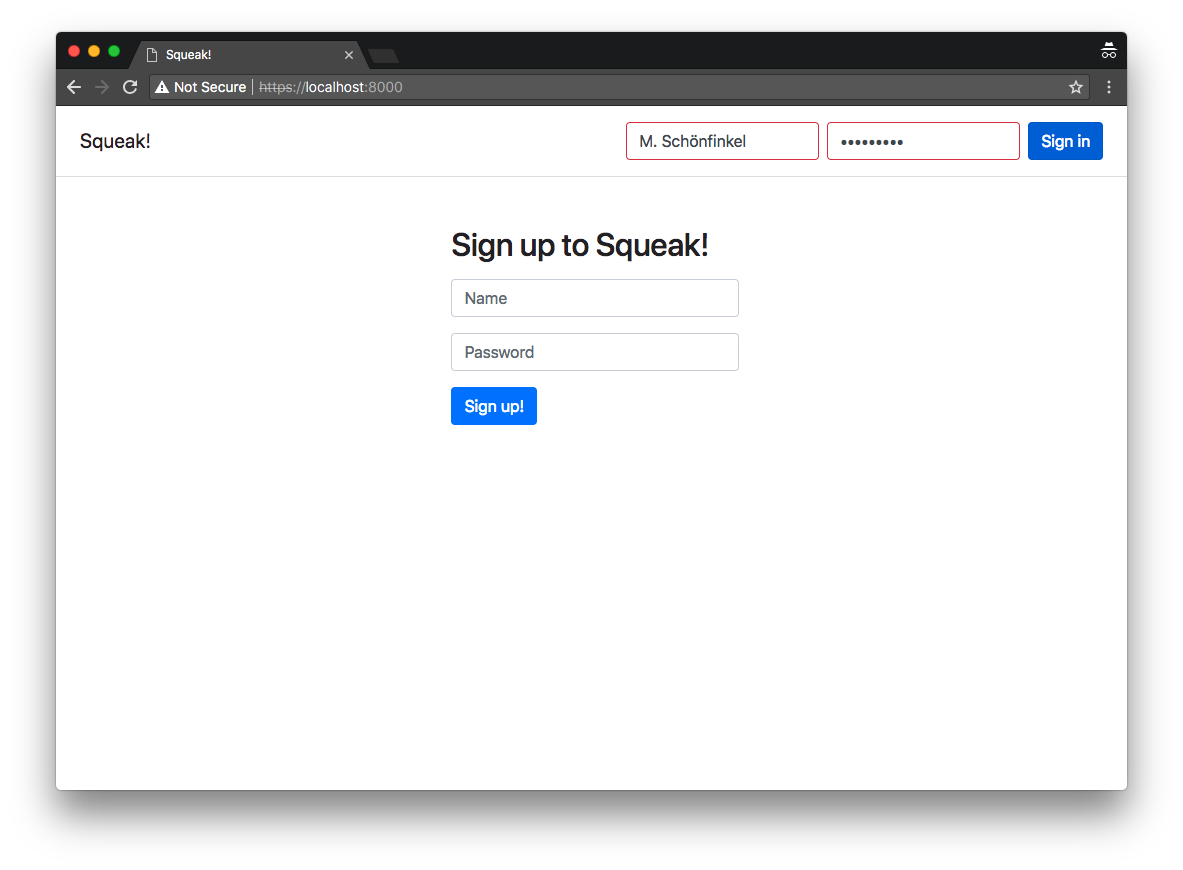 Squeak!
Not Secure | https://localhost:8000
Squeak! M. Schönfinkel ••••••••• Sign in
Sign up to Squeak!
Name
Password
Sign up!